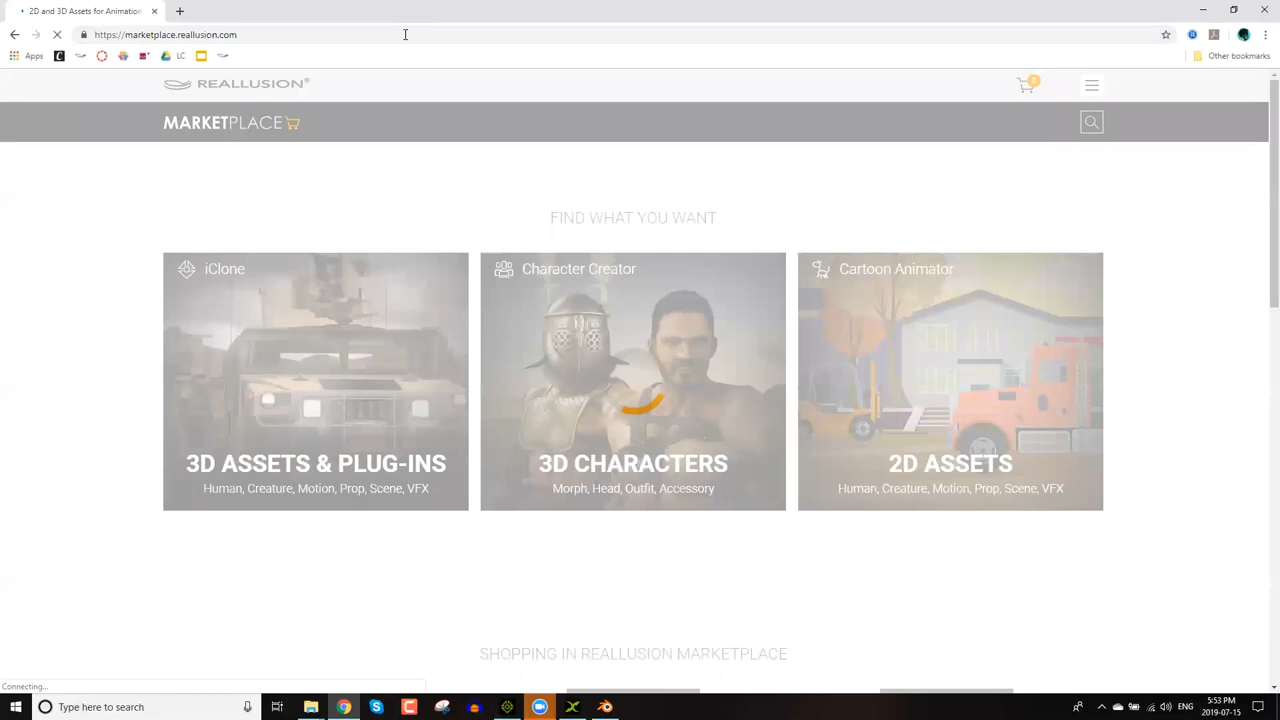 2D and 3D Assets for Animation
https://marketplace.reallusion.com
Apps
LC
Other bookmarks
REALLUSION®
0
MARKETPLACE
FIND WHAT YOU WANT
iClone
3D ASSETS & PLUG-INS
Human, Creature, Motion, Prop, Scene, VFX
Character Creator
3D CHARACTERS
Morph, Head, Outfit, Accessory
Cartoon Animator
2D ASSETS
Human, Creature, Motion, Prop, Scene, VFX
SHOPPING IN REALLUSION MARKETPLACE
Connecting...
Type here to search
ENG
5:53 PM
2019-07-15